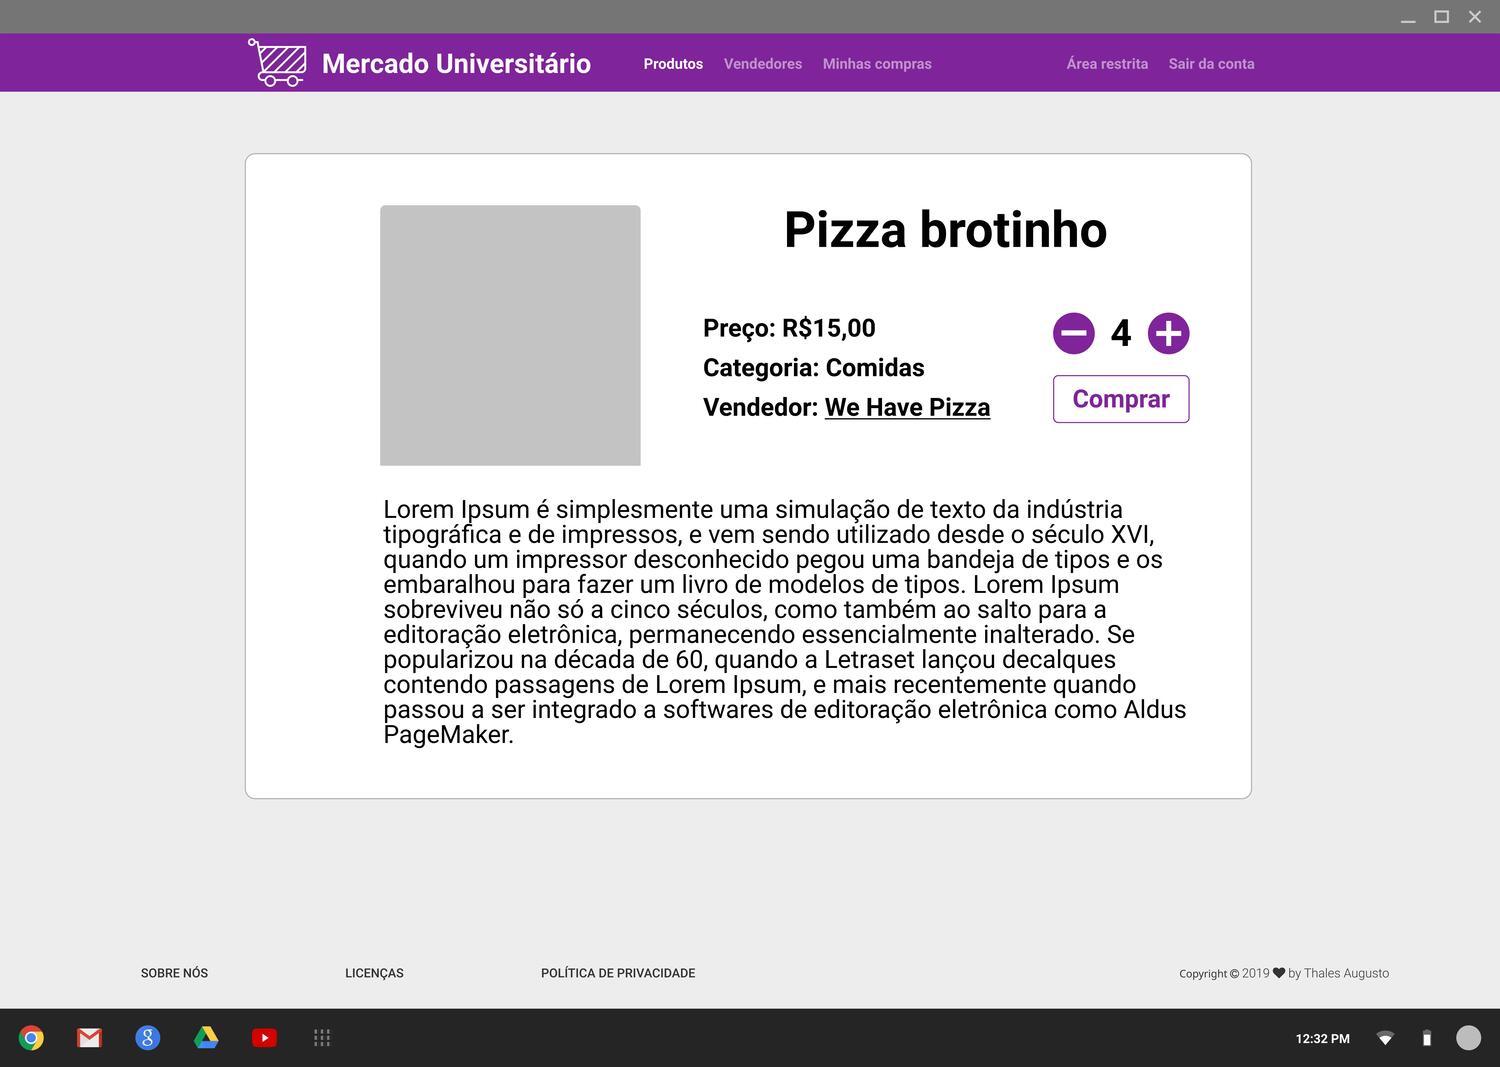 Mercado Universitário
Produtos
Vendedores
Minhas compras
Área restrita
Sair da conta
Pizza brotinho
Preço: R$15,00
4
Categoria: Comidas
Comprar
Vendedor: We Have Pizza
Lorem Ipsum é simplesmente uma simulação de texto da indústria
tipográfica e de impressos, e vem sendo utilizado desde o século XVI,
quando um impressor desconhecido pegou uma bandeja de tipos e os
embaralhou para fazer um livro de modelos de tipos. Lorem Ipsum
sobreviveu não só a cinco séculos, como também ao salto para a
editoração eletrônica, permanecendo essencialmente inalterado. Se
popularizou na década de 60, quando a Letraset lançou decalques
contendo passagens de Lorem Ipsum, e mais recentemente quando
passou a ser integrado a softwares de editoração eletrônica como Aldus
PageMaker.
SOBRE NÓS
LICENÇAS
POLÍTICA DE PRIVACIDADE
Copyright © 2019 ♥ by Thales Augusto
12:32 PM